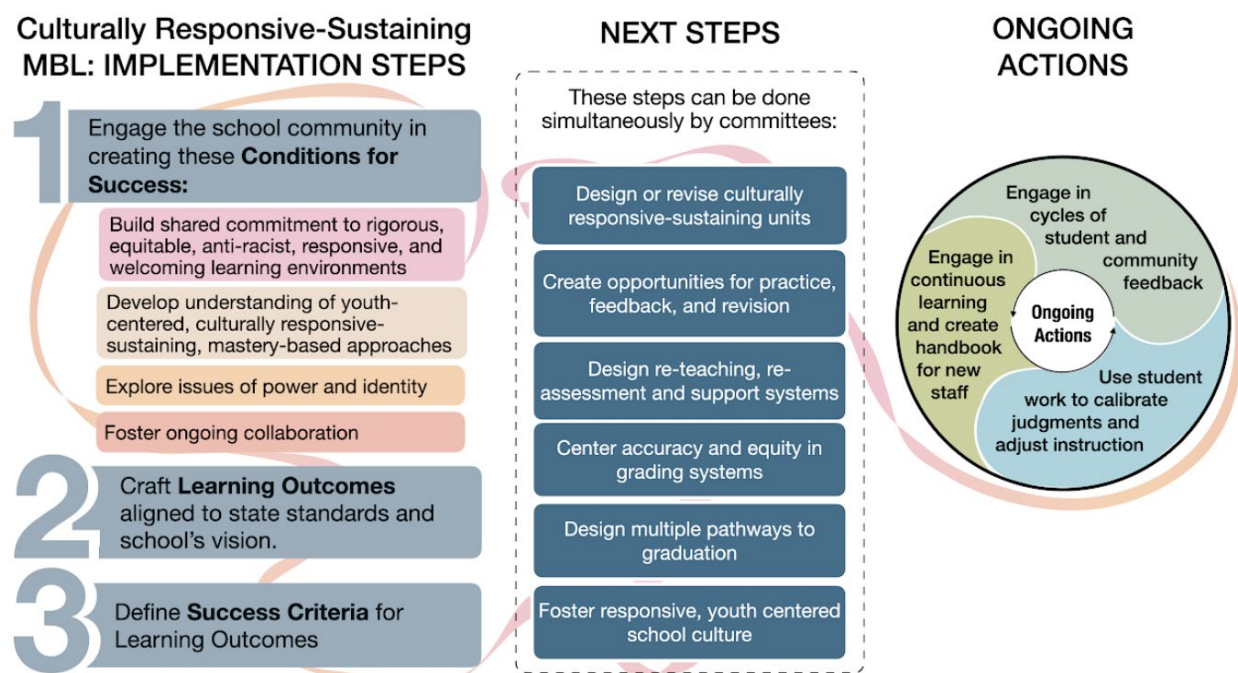 Culturally Responsive-Sustaining
MBL: IMPLEMENTATION STEPS
1
Engage the school community in
creating these Conditions for
Success:
Build shared commitment to rigorous,
equitable, anti-racist, responsive, and
welcoming learning environments
Develop understanding of youth-
centered, culturally responsive-
sustaining, mastery-based approaches
Explore issues of power and identity
Foster ongoing collaboration
2
Craft Learning Outcomes
aligned to state standards and
school’s vision.
3
Define Success Criteria for
Learning Outcomes
NEXT STEPS
These steps can be done
simultaneously by committees:
Design or revise culturally
responsive-sustaining units
Create opportunities for practice,
feedback, and revision
Design re-teaching, re-
assessment and support systems
Center accuracy and equity in
grading systems
Design multiple pathways to
graduation
Foster responsive, youth centered
school culture
ONGOING
ACTIONS
Engage in
cycles of
student and
community
feedback
Engage in
continuous
learning
and create
handbook
for new
staff
Ongoing
Actions
Use student
work to calibrate
judgments and
adjust instruction